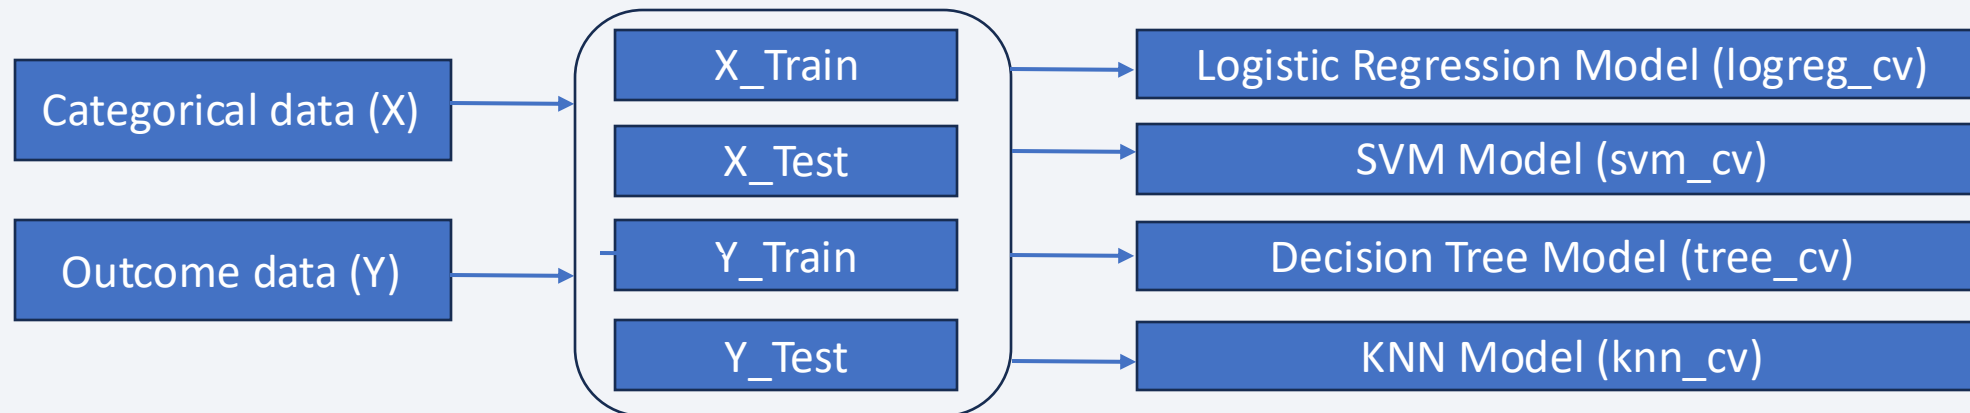 Categorical data (X)
Outcome data (Y)
X_Train
X_Test
Y_Train
Y_Test
Logistic Regression Model (logreg_cv)
SVM Model (svm_cv)
Decision Tree Model (tree_cv)
KNN Model (knn_cv)